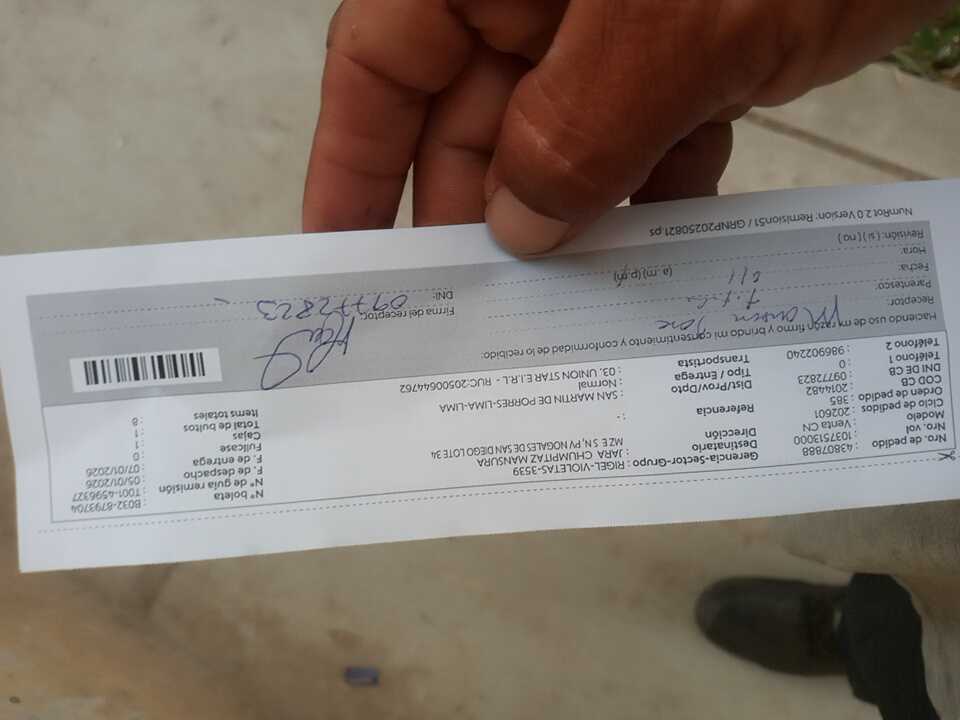 Nro. de pedido : 43807888
Nro. vol : 1037513000
Modelo : Venta CN
Ciclo de pedidos : 202601
Orden de pedido : 385
COD CB : 2014482
DNI DE CB : 09772823
Teléfono 1 : 0
Teléfono 2 : 986902240
Gerencia-Sector-Grupo : RIGEL-VIOLETAS-3539
Destinatario JARA CHUMPITAZ MANSURA
Dirección MZE S N, PV NOGALES DE SAN DIEGO LOTE 34
Referencia : -
Dist/Prov/Dpto SAN MARTIN DE PORRES-LIMA-LIMA
Tipo / Entrega : Normal
Transportista : 03. UNION STAR E.I.R.L. - RUC:20500644762
N° boleta : B032-8793704
N° de guía remisión : T001-4596327
F. de despacho : 05/01/2026
F. de entrega : 07/01/2026
Fullcase : 0
Cajas : 1
Total de bultos : 1
Items totales : 8
Haciendo uso de mi razón firmo y brindo mi consentimiento y conformidad de lo recibido:
Receptor:
Parentesco:
Fecha:
Hora: (a. m) (p. m)
Revisión: (si) (no)
Firma del receptor:
DNI: 09772823
NumRot 2.0 Version: Remision51 / GRNP20250821.ps